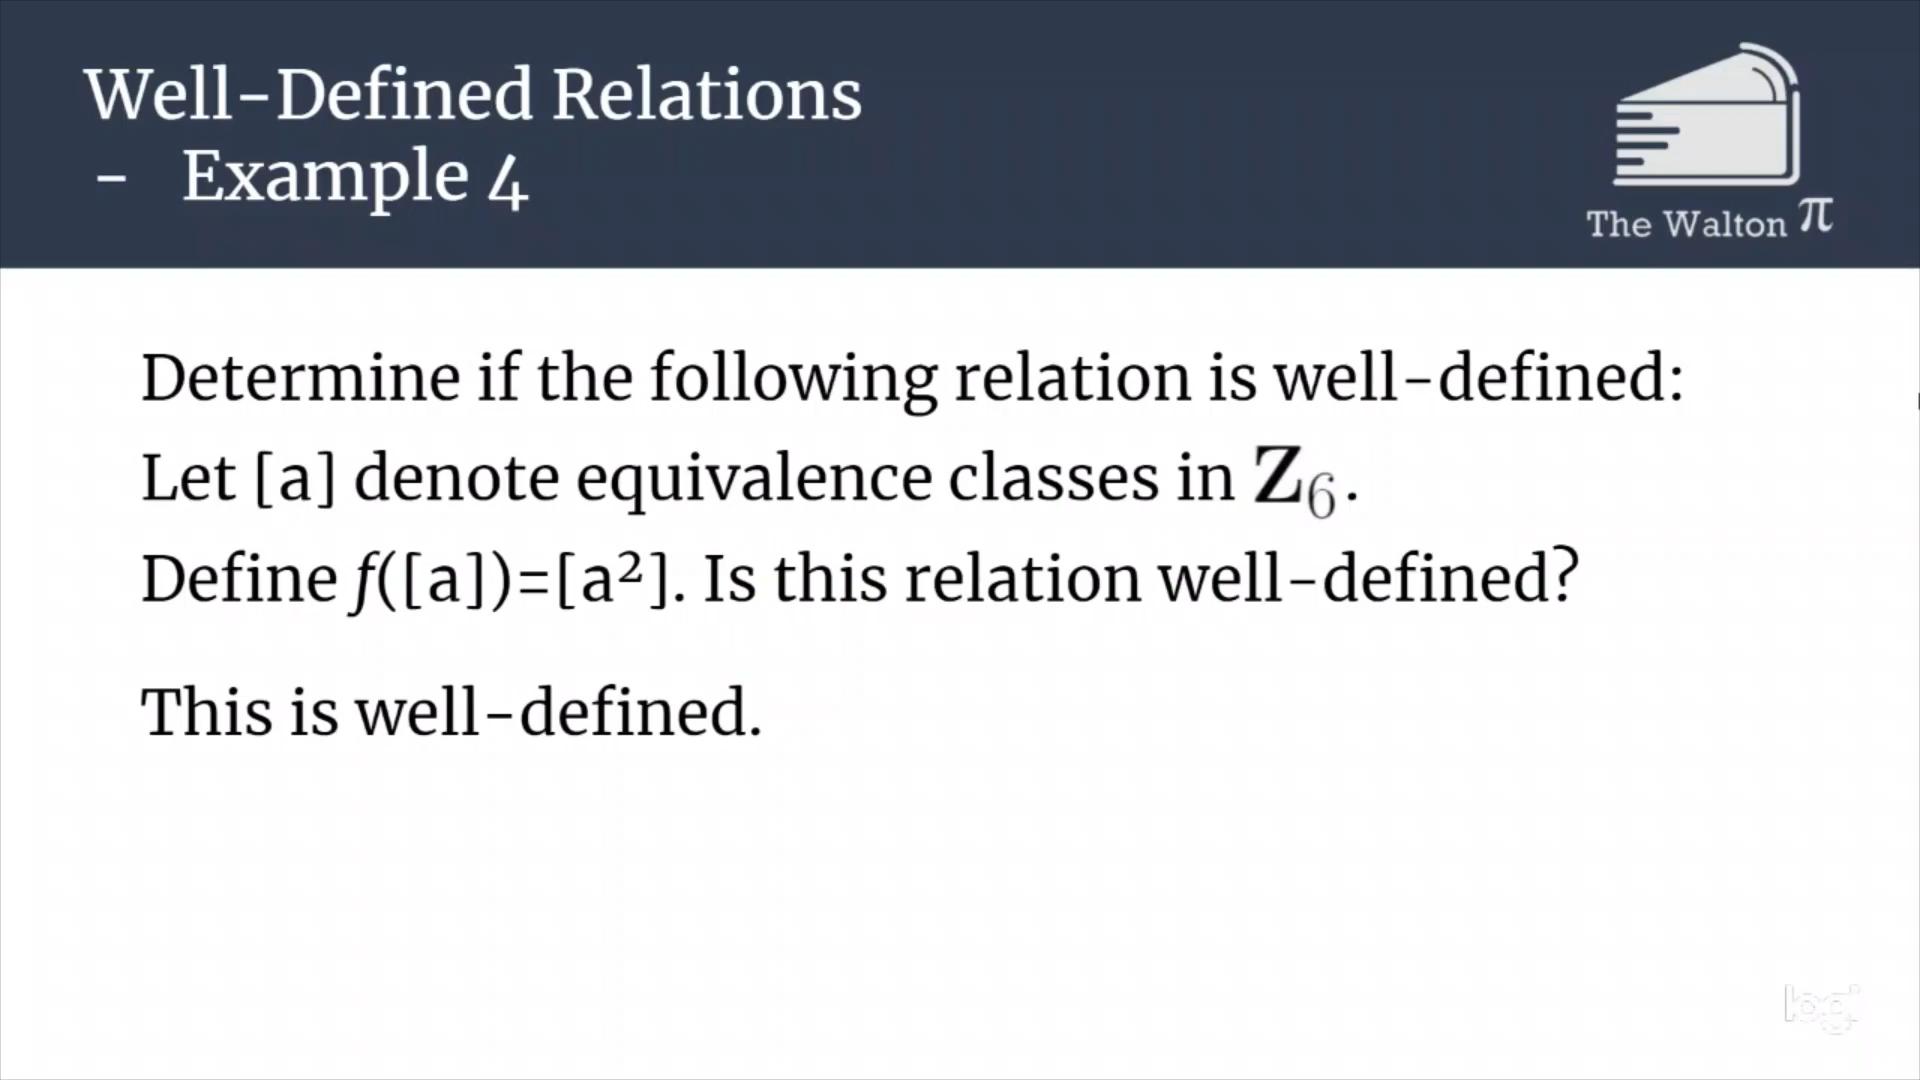 Well-Defined Relations
- Example 4
The Walton π
Determine if the following relation is well-defined:
Let [a] denote equivalence classes in Z₆.
Define f([a])=[a²]. Is this relation well-defined?
This is well-defined.
logi